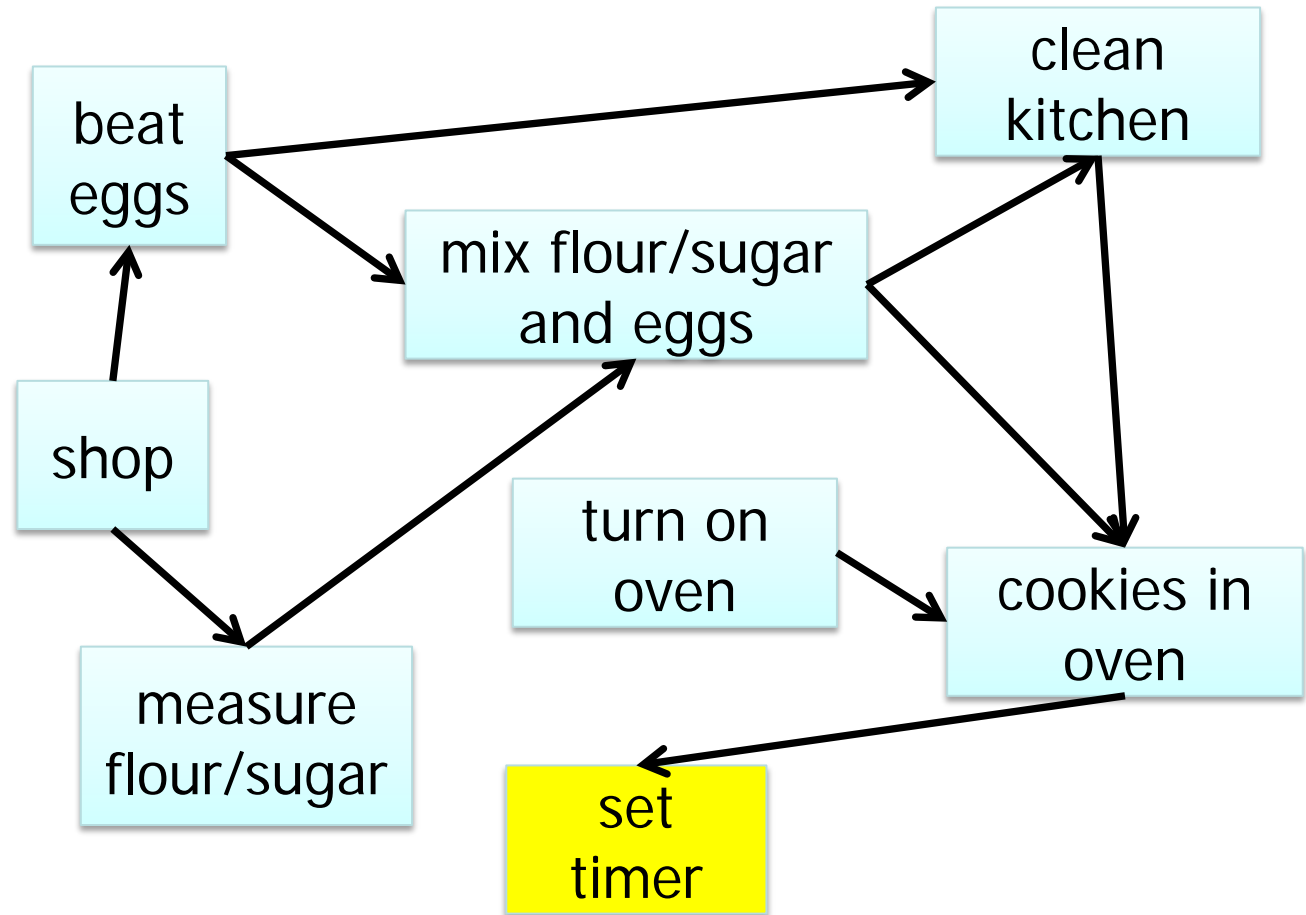 clean
kitchen
beat
eggs
mix flour/sugar
and eggs
shop
turn on
oven
cookies in
oven
measure
flour/sugar
set
timer